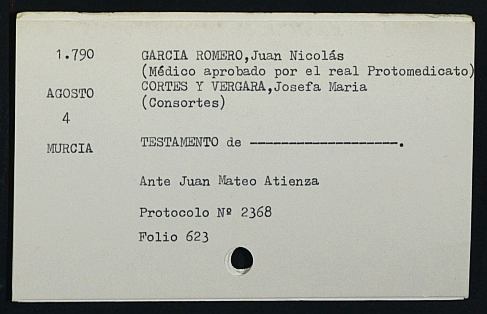 1.790
GARCIA ROMERO,Juan Nicolás
(Médico aprobado por el real Protomedicato)
AGOSTO
CORTES Y VERGARA,Josefa Maria
(Consortes)
4
MURCIA
TESTAMENTO de -------------------.
Ante Juan Mateo Atienza
Protocolo Nº 2368
Folio 623